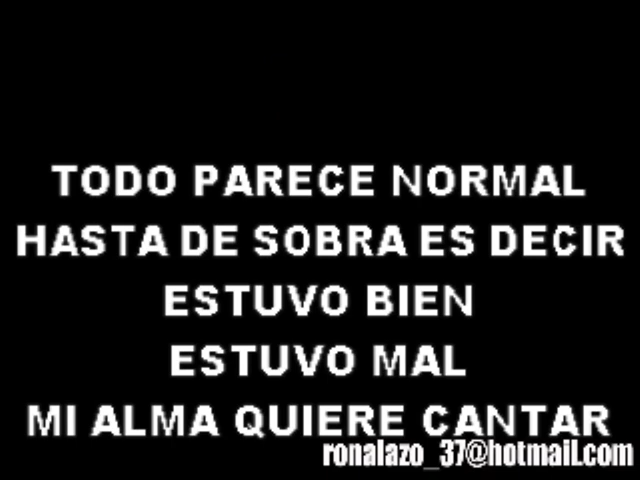 TODO PARECE NORMAL
HASTA DE SOBRA ES DECIR
ESTUVO BIEN
ESTUVO MAL
MI ALMA QUIERE CANTAR
ronalazo_37@hotmail.com